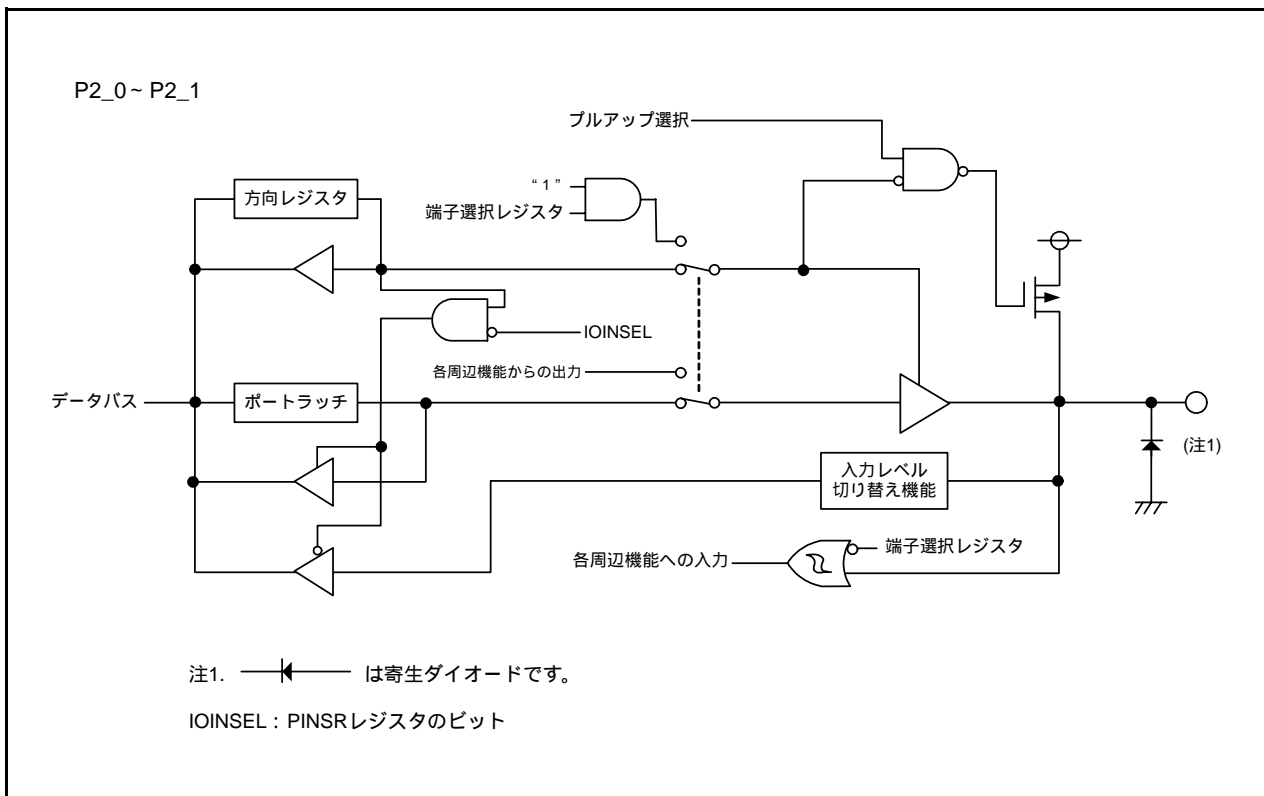 P2_0~ P2_1
プルアップ選択
方向レジスタ
“ 1 ”
端子選択レジスタ
IOINSEL
各周辺機能からの出力
データバス
ポートラッチ
(注1)
入力レベル
切り替え機能
端子選択レジスタ
各周辺機能への入力
注1. は寄生ダイオードです。
IOINSEL : PINSRレジスタのビット